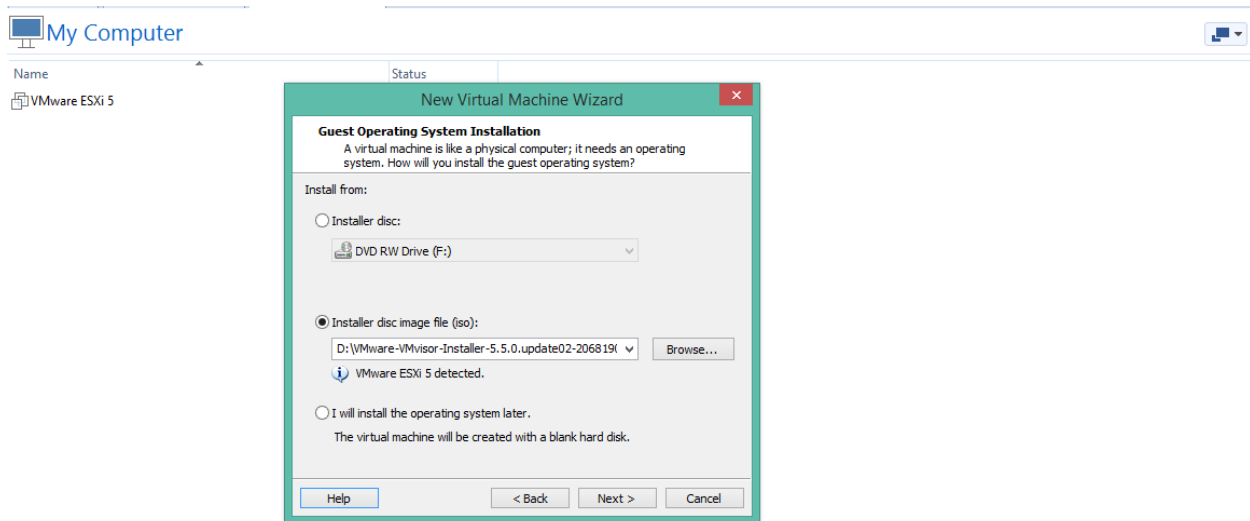 My Computer
Name Status
VMware ESXi 5
New Virtual Machine Wizard
Guest Operating System Installation
A virtual machine is like a physical computer; it needs an operating
system. How will you install the guest operating system?
Install from:
Installer disc:
DVD RW Drive (F:)
Installer disc image file (iso):
D:\VMware-VMvisor-Installer-5.5.0.update02-206819( Browse...
VMware ESXi 5 detected.
I will install the operating system later.
The virtual machine will be created with a blank hard disk.
Help < Back Next > Cancel